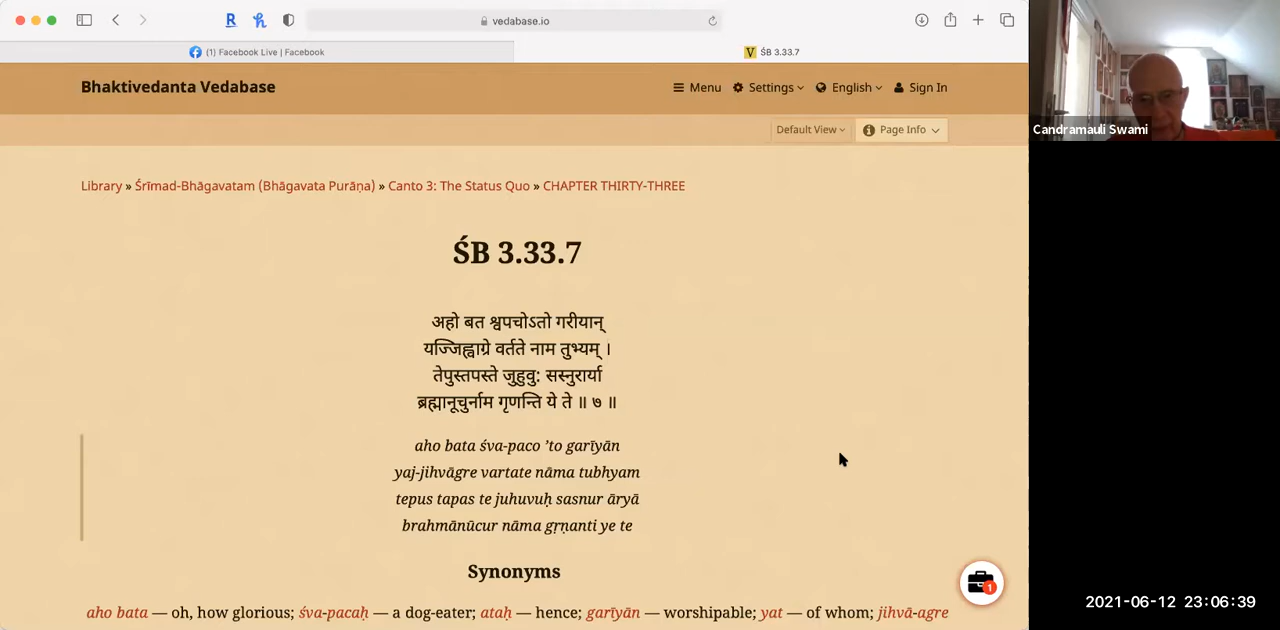 R
vedabase.io
(1) Facebook Live | Facebook
V ŚB 3.33.7
Bhaktivedanta Vedabase
Menu Settings English Sign In
Default View Page Info
Library » Śrīmad-Bhāgavatam (Bhāgavata Purāṇa) » Canto 3: The Status Quo » CHAPTER THIRTY-THREE
ŚB 3.33.7
अहो बत श्वपचोऽतो गरीयान्
यज्जिह्वाग्रे वर्तते नाम तुभ्यम् ।
तेपुस्तपस्ते जुहुवु: सस्नुरार्या
ब्रह्मानूचुर्नाम गृणन्ति ये ते ॥ ७ ॥
aho bata śva-paco ’to garīyān
yaj-jihvāgre vartate nāma tubhyam
tepus tapas te juhuvuḥ sasnur āryā
brahmānūcur nāma gṛṇanti ye te
Synonyms
aho bata — oh, how glorious; śva-pacaḥ — a dog-eater; ataḥ — hence; garīyān — worshipable; yat — of whom; jihvā-agre
1
Candramauli Swami
2021-06-12 23:06:39